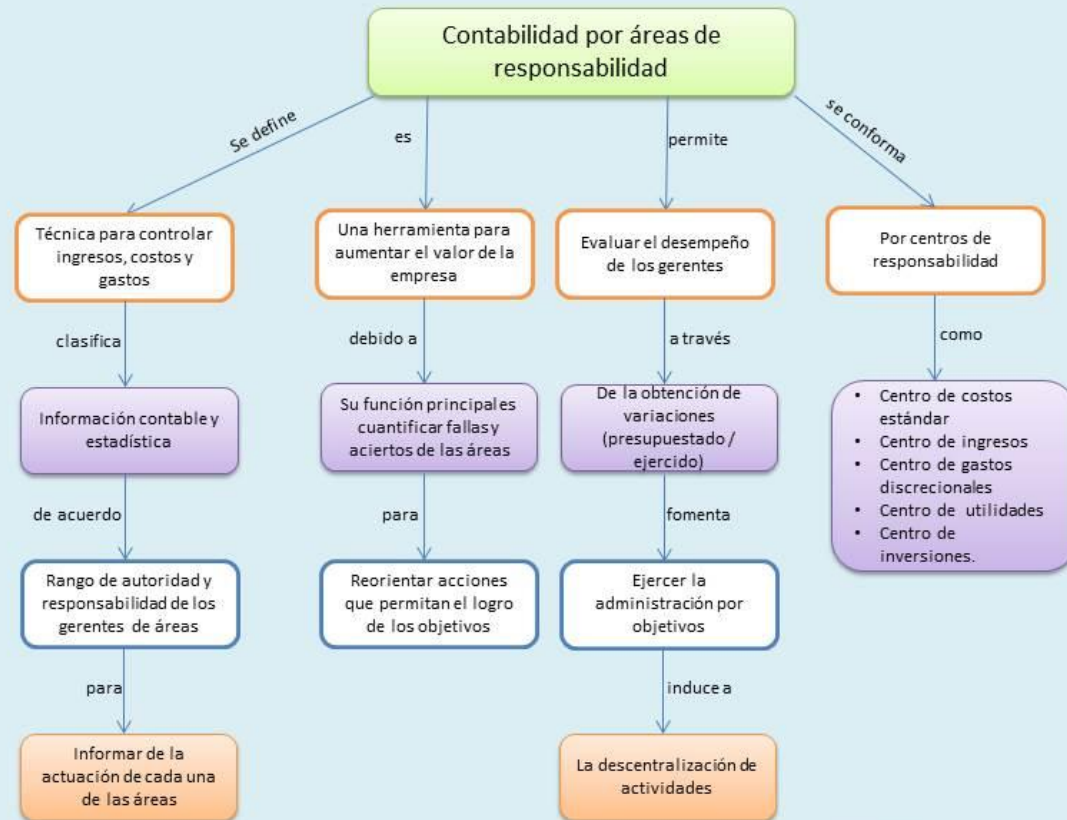 Contabilidad por áreas de
responsabilidad
Se define
es
permite
se conforma
Técnica para controlar
ingresos, costos y
gastos
Una herramienta para
aumentar el valor de la
empresa
Evaluar el desempeño
de los gerentes
Por centros de
responsabilidad
clasifica
debido a
a través
como
Información contable y
estadística
Su función principal es
cuantificar fallas y
aciertos de las áreas
De la obtención de
variaciones
(presupuestado /
ejercido)
• Centro de costos
estándar
• Centro de ingresos
• Centro de gastos
discrecionales
• Centro de utilidades
• Centro de
inversiones.
de acuerdo
para
fomenta
Rango de autoridad y
responsabilidad de los
gerentes de áreas
Reorientar acciones
que permitan el logro
de los objetivos
Ejercer la
administración por
objetivos
para
induce a
Informar de la
actuación de cada una
de las áreas
La descentralización de
actividades